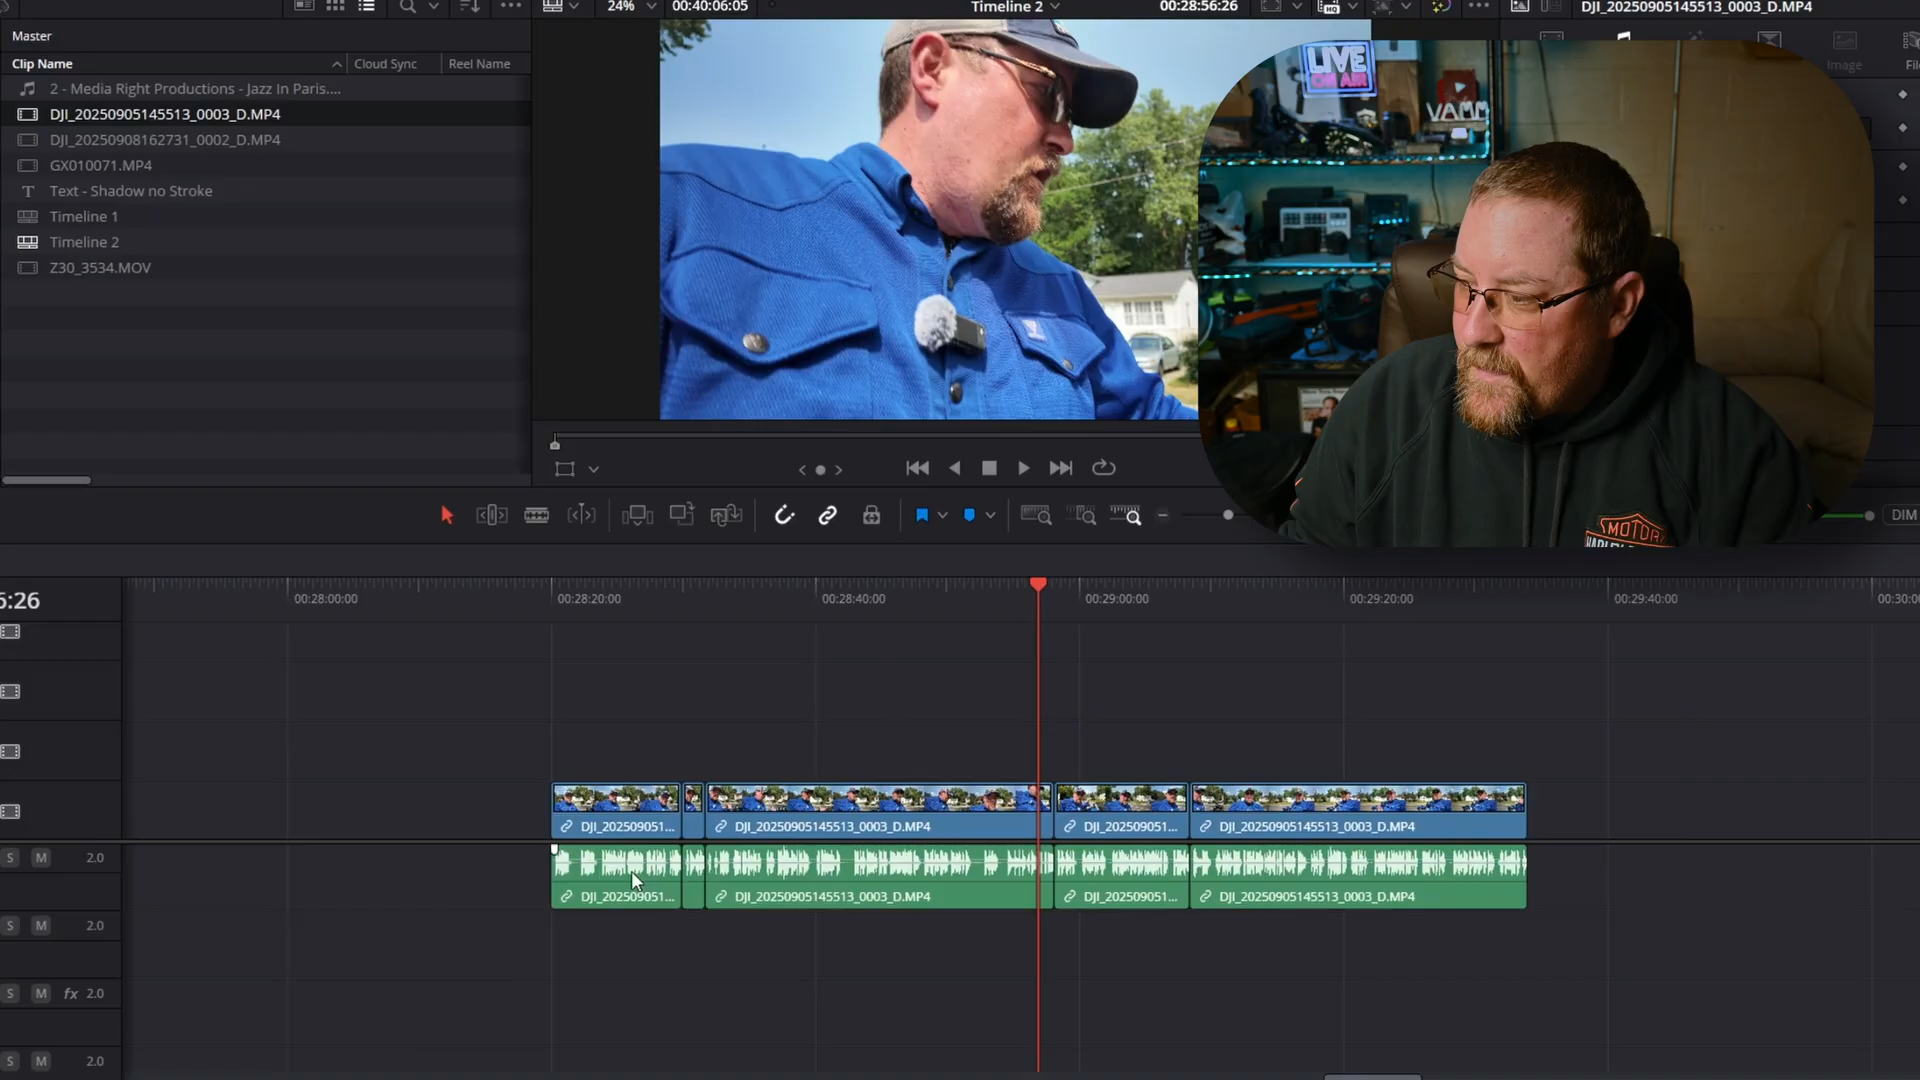 24%
00:40:06:05
Timeline 2
00:28:56:26
HQ
DJI_20250905145513_0003_D.MP4
Master
Clip Name
Cloud Sync
Reel Name
Image
2 - Media Right Productions - Jazz In Paris....
DJI_20250905145513_0003_D.MP4
DJI_20250908162731_0002_D.MP4
GX010071.MP4
Text - Shadow no Stroke
Timeline 1
Timeline 2
Z30_3534.MOV
LIVE
ON AIR
VAMM
MOTOR
DIM
00:28:00:00
00:28:20:00
00:28:40:00
00:29:00:00
00:29:20:00
00:29:40:00
DJI_202509051...
DJI_20250905145513_0003_D.MP4
DJI_202509051...
DJI_20250905145513_0003_D.MP4
S M 2.0
DJI_202509051...
DJI_20250905145513_0003_D.MP4
DJI_202509051...
DJI_20250905145513_0003_D.MP4
S M 2.0
S M fx 2.0
S M 2.0